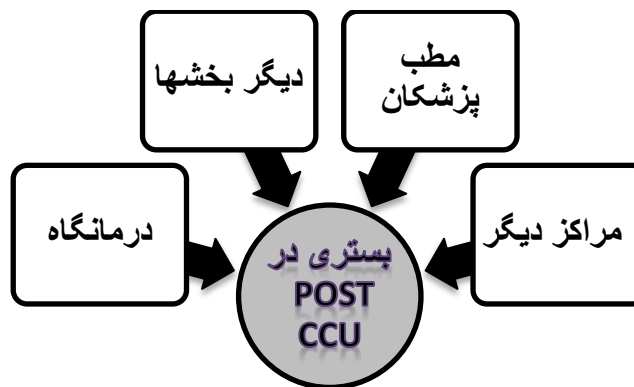 مطب
پزشکان
دیگر بخشها
مراکز دیگر
درمانگاه
بستری در
POST
CCU